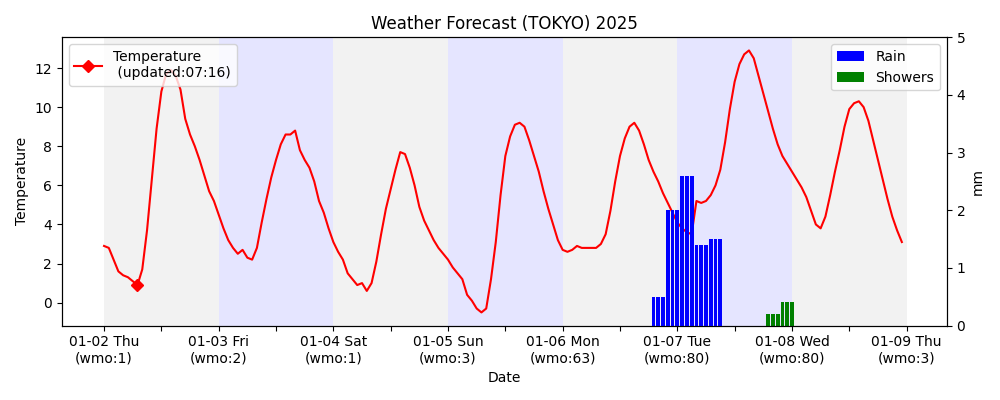 Weather Forecast (TOKYO) 2025
Temperature
(updated:07:16)
Rain
Showers
Temperature
12
10
8
6
4
2
0
5
4
3
2
1
0
mm
01-02 Thu
(wmo:1)
01-03 Fri
(wmo:2)
01-04 Sat
(wmo:1)
01-05 Sun
(wmo:3)
01-06 Mon
(wmo:63)
01-07 Tue
(wmo:80)
01-08 Wed
(wmo:80)
01-09 Thu
(wmo:3)
Date